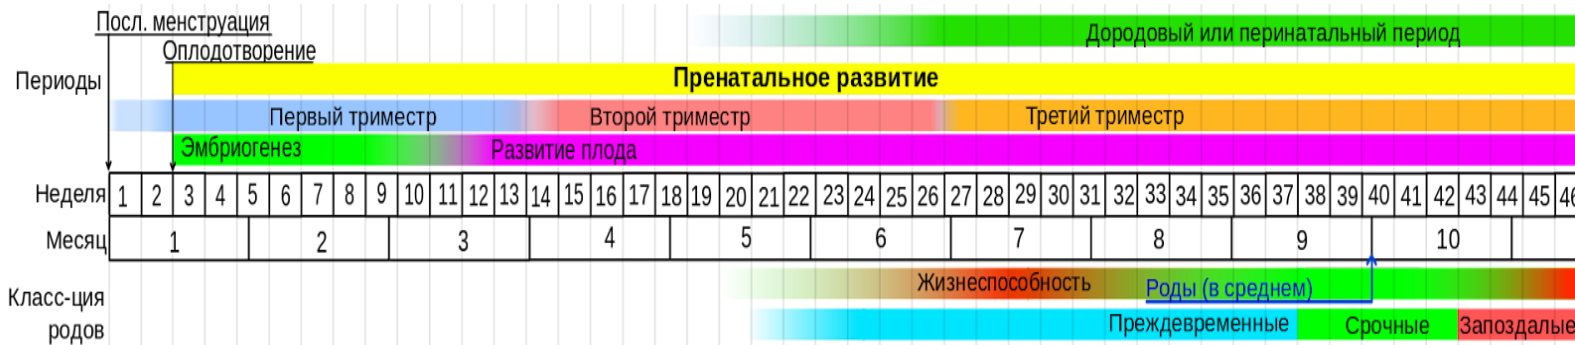 Посл. менструация
Дородовый или перинатальный период
Оплодотворение
Периоды
Пренатальное развитие
Первый триместр Второй триместр Третий триместр
Эмбриогенез Развитие плода
Неделя 1 2 3 4 5 6 7 8 9 10 11 12 13 14 15 16 17 18 19 20 21 22 23 24 25 26 27 28 29 30 31 32 33 34 35 36 37 38 39 40 41 42 43 44 45 46
Месяц 1 2 3 4 5 6 7 8 9 10
Жизнеспособность Роды (в среднем)
Класс-ция
родов
Преждевременные Срочные Запоздалые